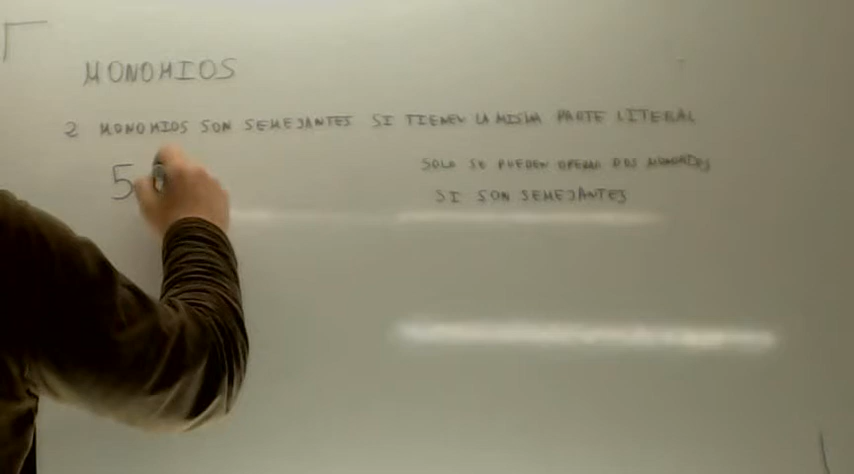 MONOMIOS
2 MONOMIOS SON SEMEJANTES SI TIENEN LA MISMA PARTE LITERAL
SOLO SE PUEDEN OPERAR DOS MONOMIOS
SI SON SEMEJANTES
5